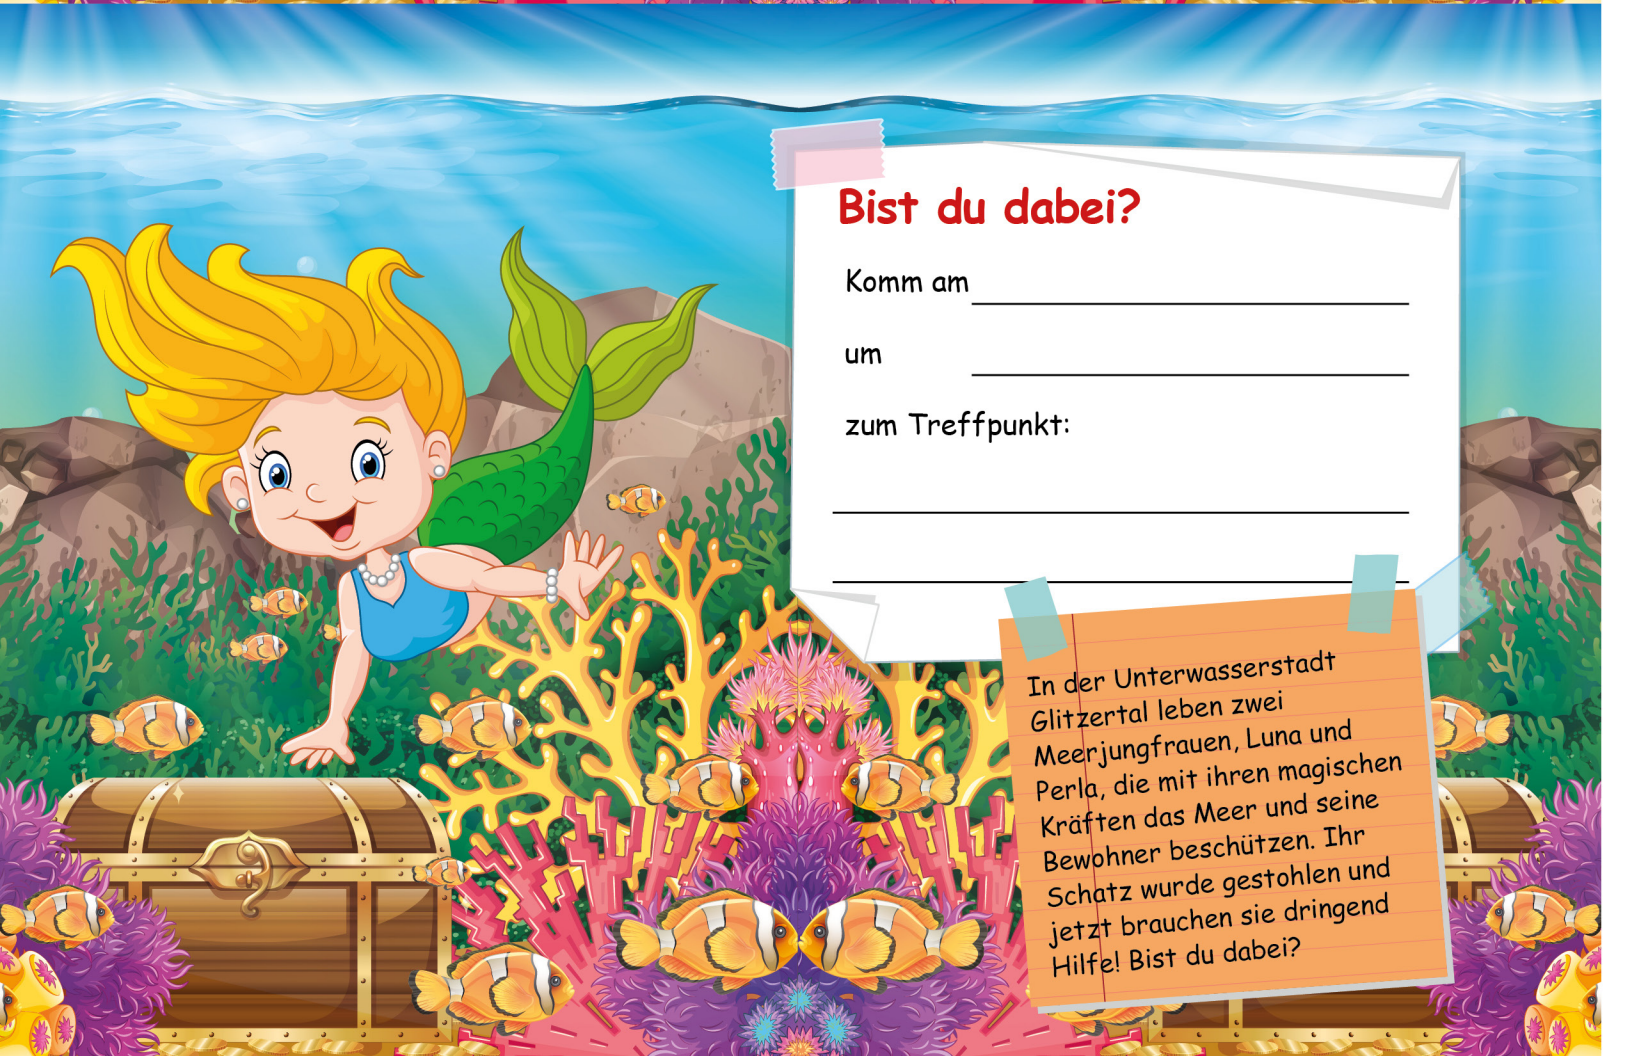 Bist du dabei?
Komm am
um
zum Treffpunkt:
In der Unterwasserstadt
Glitzertal leben zwei
Meerjungfrauen, Luna und
Perla, die mit ihren magischen
Kräften das Meer und seine
Bewohner beschützen. Ihr
Schatz wurde gestohlen und
jetzt brauchen sie dringend
Hilfe! Bist du dabei?